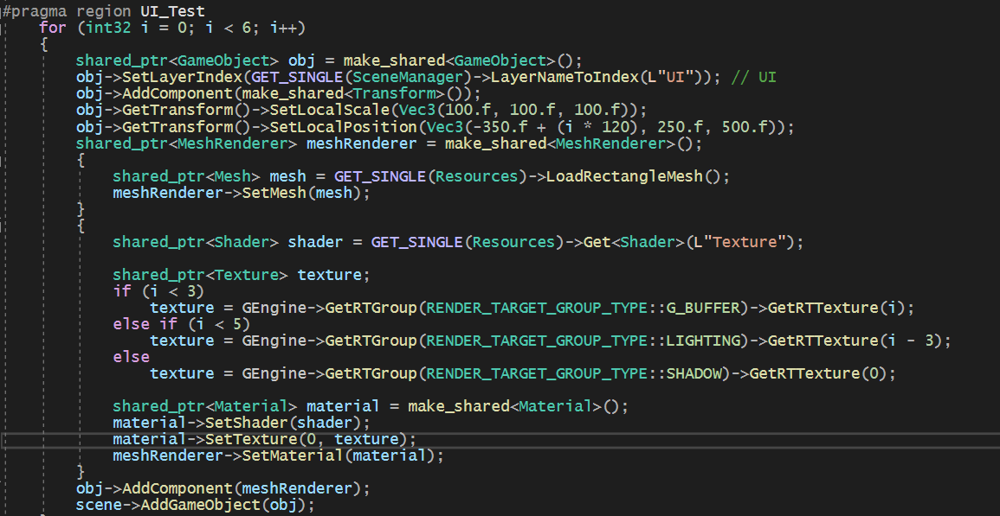 #pragma region UI_Test
for (int32 i = 0; i < 6; i++)
{
shared_ptr<GameObject> obj = make_shared<GameObject>();
obj->SetLayerIndex(GET_SINGLE(SceneManager)->LayerNameToIndex(L"UI")); // UI
obj->AddComponent(make_shared<Transform>());
obj->GetTransform()->SetLocalScale(Vec3(100.f, 100.f, 100.f));
obj->GetTransform()->SetLocalPosition(Vec3(-350.f + (i * 120), 250.f, 500.f));
shared_ptr<MeshRenderer> meshRenderer = make_shared<MeshRenderer>();
{
shared_ptr<Mesh> mesh = GET_SINGLE(Resources)->LoadRectangleMesh();
meshRenderer->SetMesh(mesh);
}
{
shared_ptr<Shader> shader = GET_SINGLE(Resources)->Get<Shader>(L"Texture");
shared_ptr<Texture> texture;
if (i < 3)
texture = GEngine->GetRTGroup(RENDER_TARGET_GROUP_TYPE::G_BUFFER)->GetRTTexture(i);
else if (i < 5)
texture = GEngine->GetRTGroup(RENDER_TARGET_GROUP_TYPE::LIGHTING)->GetRTTexture(i - 3);
else
texture = GEngine->GetRTGroup(RENDER_TARGET_GROUP_TYPE::SHADOW)->GetRTTexture(0);
shared_ptr<Material> material = make_shared<Material>();
material->SetShader(shader);
material->SetTexture(0, texture);
meshRenderer->SetMaterial(material);
}
obj->AddComponent(meshRenderer);
scene->AddGameObject(obj);